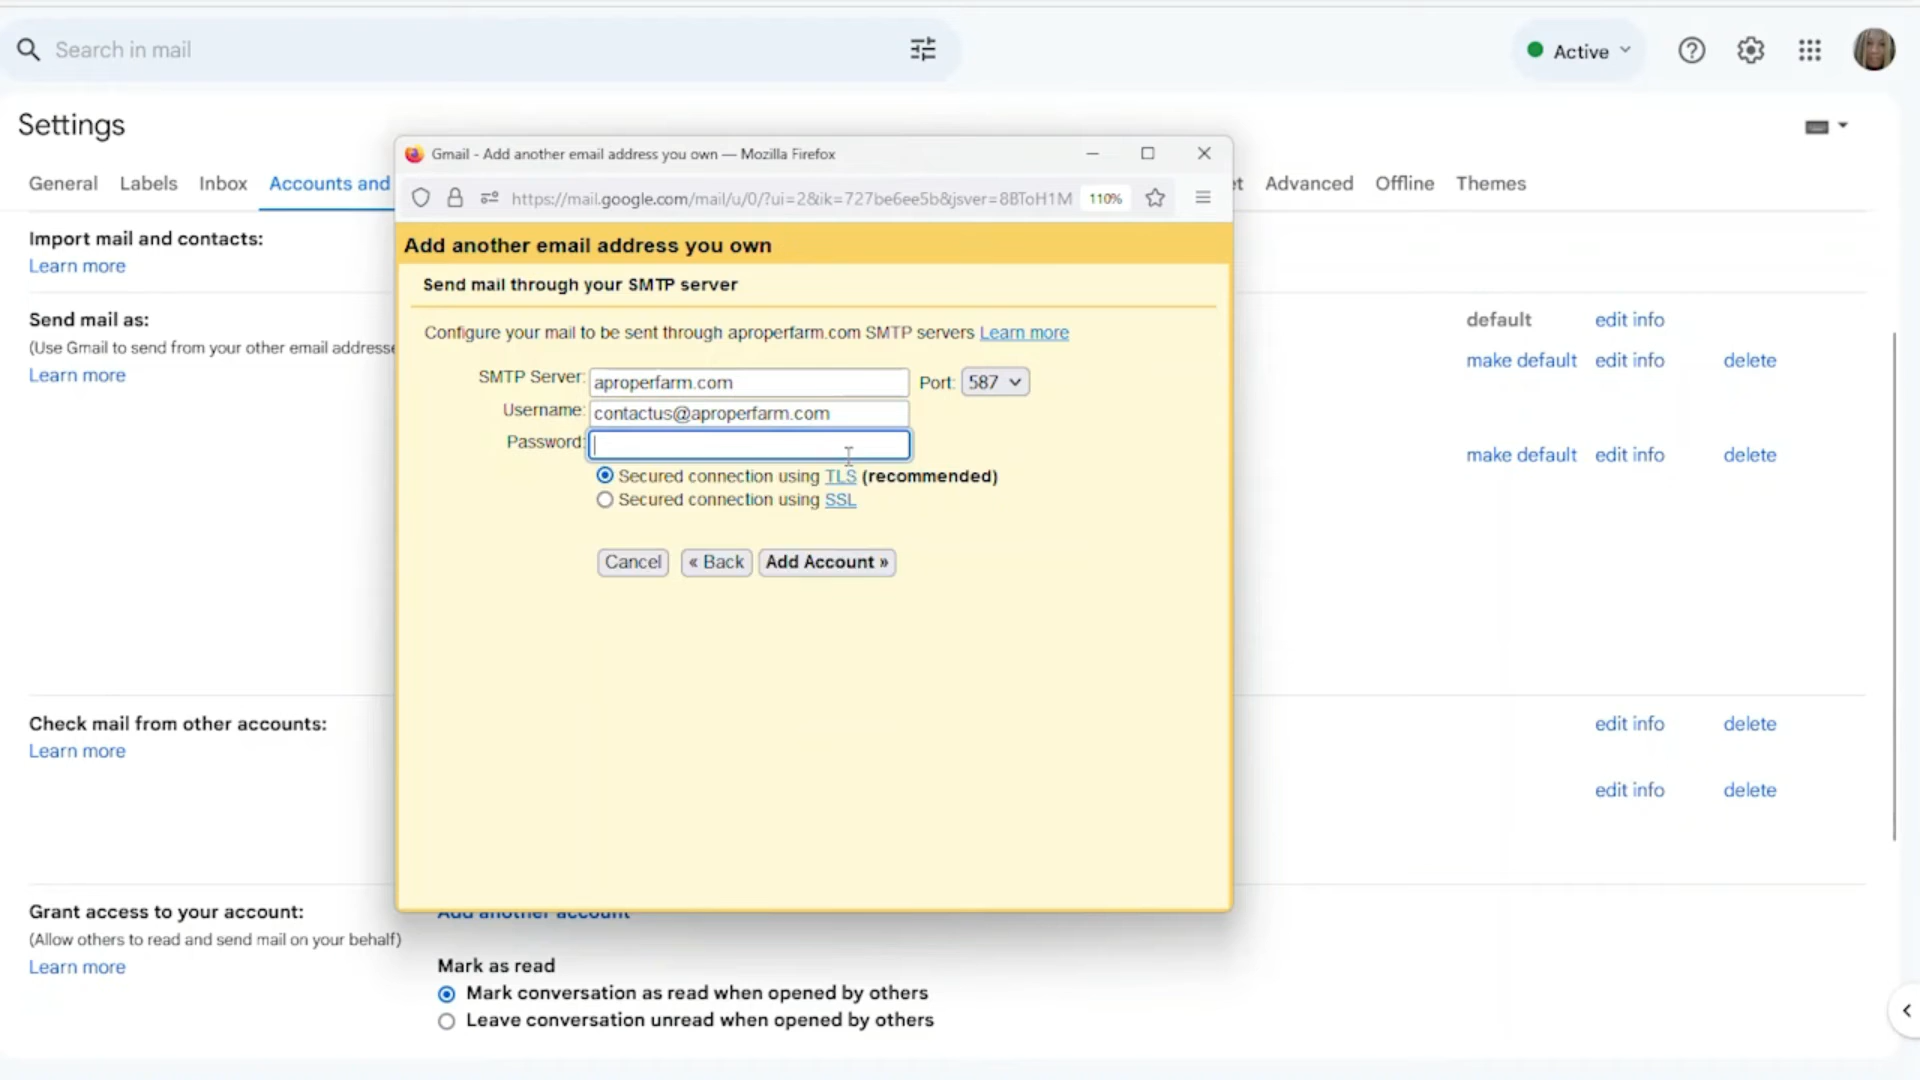 Search in mail
Active
Settings
General Labels Inbox Accounts and
Advanced Offline Themes
Import mail and contacts:
Learn more
Send mail as:
(Use Gmail to send from your other email addresse
Learn more
default edit info
make default edit info delete
make default edit info delete
Check mail from other accounts:
Learn more
edit info delete
edit info delete
Grant access to your account:
(Allow others to read and send mail on your behalf)
Learn more
Add another account
Mark as read
Mark conversation as read when opened by others
Leave conversation unread when opened by others
Gmail - Add another email address you own — Mozilla Firefox
https://mail.google.com/mail/u/0/?ui=2&ik=727be6ee5b&jsver=8BToH1M 110%
Add another email address you own
Send mail through your SMTP server
Configure your mail to be sent through aproperfarm.com SMTP servers Learn more
SMTP Server: aproperfarm.com Port: 587
Username: contactus@aproperfarm.com
Password:
Secured connection using TLS (recommended)
Secured connection using SSL
Cancel « Back Add Account »